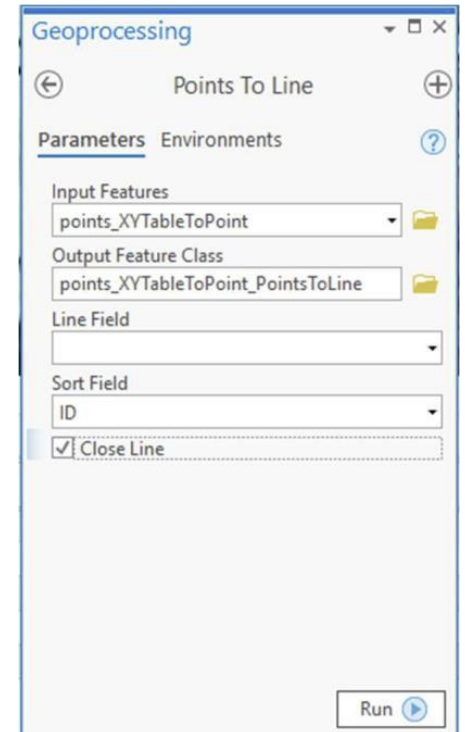 Geoprocessing
Points To Line
Parameters Environments
Input Features
points_XYTableToPoint
Output Feature Class
points_XYTableToPoint_PointsToLine
Line Field
Sort Field
ID
Close Line
Run